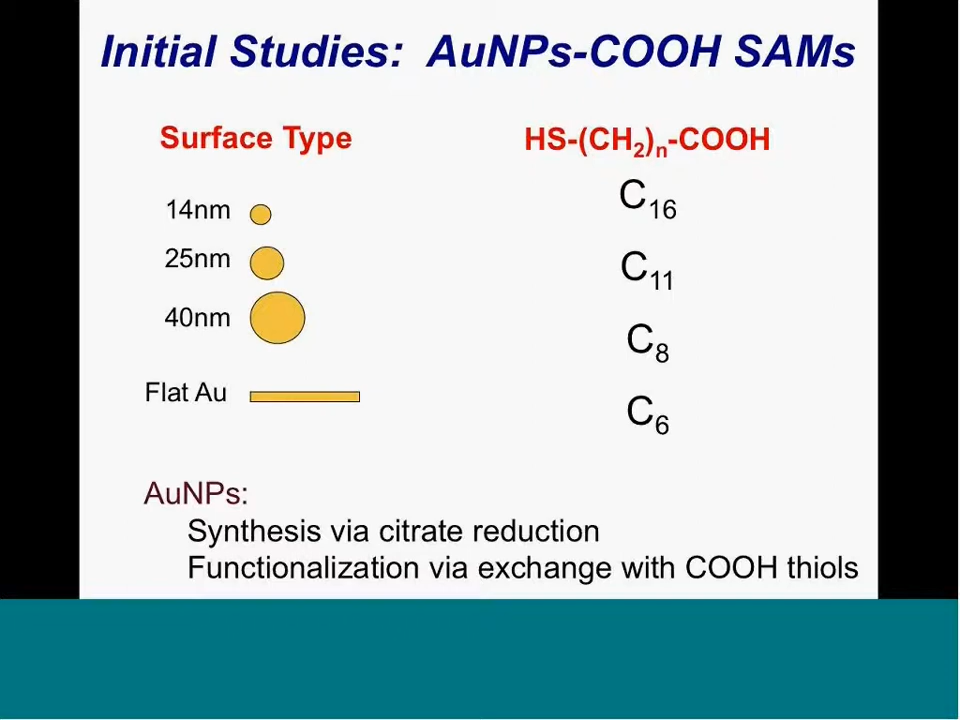 Initial Studies: AuNPs-COOH SAMs
Surface Type
14nm
25nm
40nm
Flat Au
HS-(CH₂)ₙ-COOH
C₁₆
C₁₁
C₈
C₆
AuNPs:
Synthesis via citrate reduction
Functionalization via exchange with COOH thiols